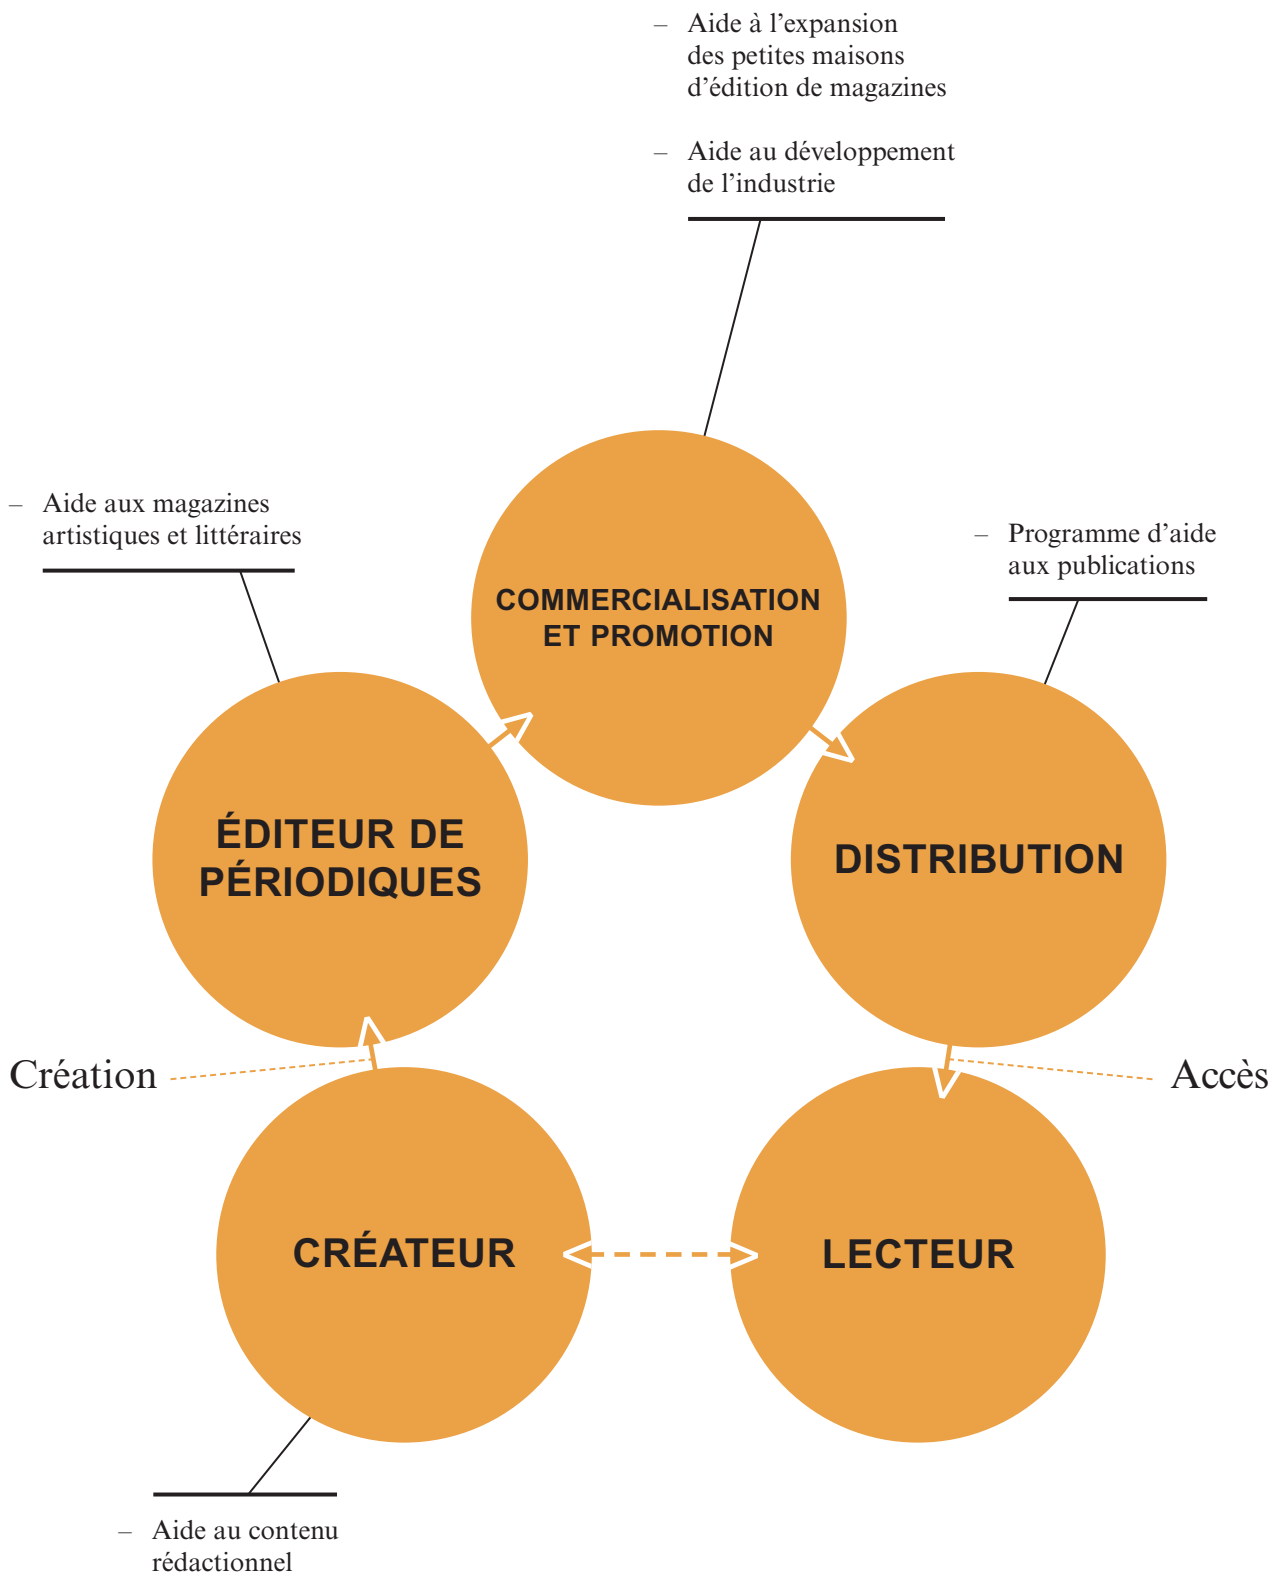 – Aide à l’expansion
des petites maisons
d’édition de magazines
– Aide au développement
de l’industrie
– Aide aux magazines
artistiques et littéraires
– Programme d’aide
aux publications
COMMERCIALISATION
ET PROMOTION
ÉDITEUR DE
PÉRIODIQUES
DISTRIBUTION
Création
Accès
CRÉATEUR
LECTEUR
– Aide au contenu
rédactionnel